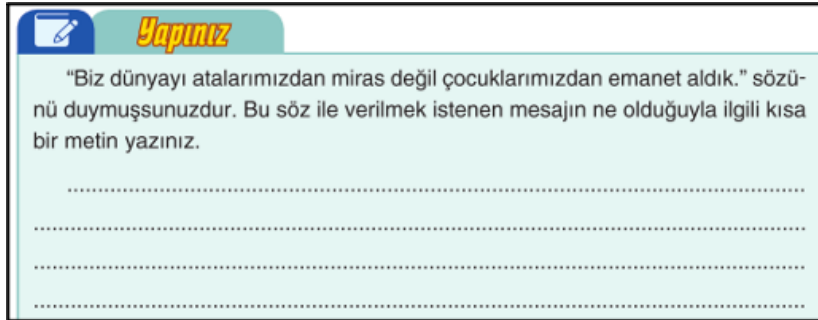 Yapınız
“Biz dünyayı atalarımızdan miras değil çocuklarımızdan emanet aldık.” sözü-
nü duymuşsunuzdur. Bu söz ile verilmek istenen mesajın ne olduğuyla ilgili kısa
bir metin yazınız.